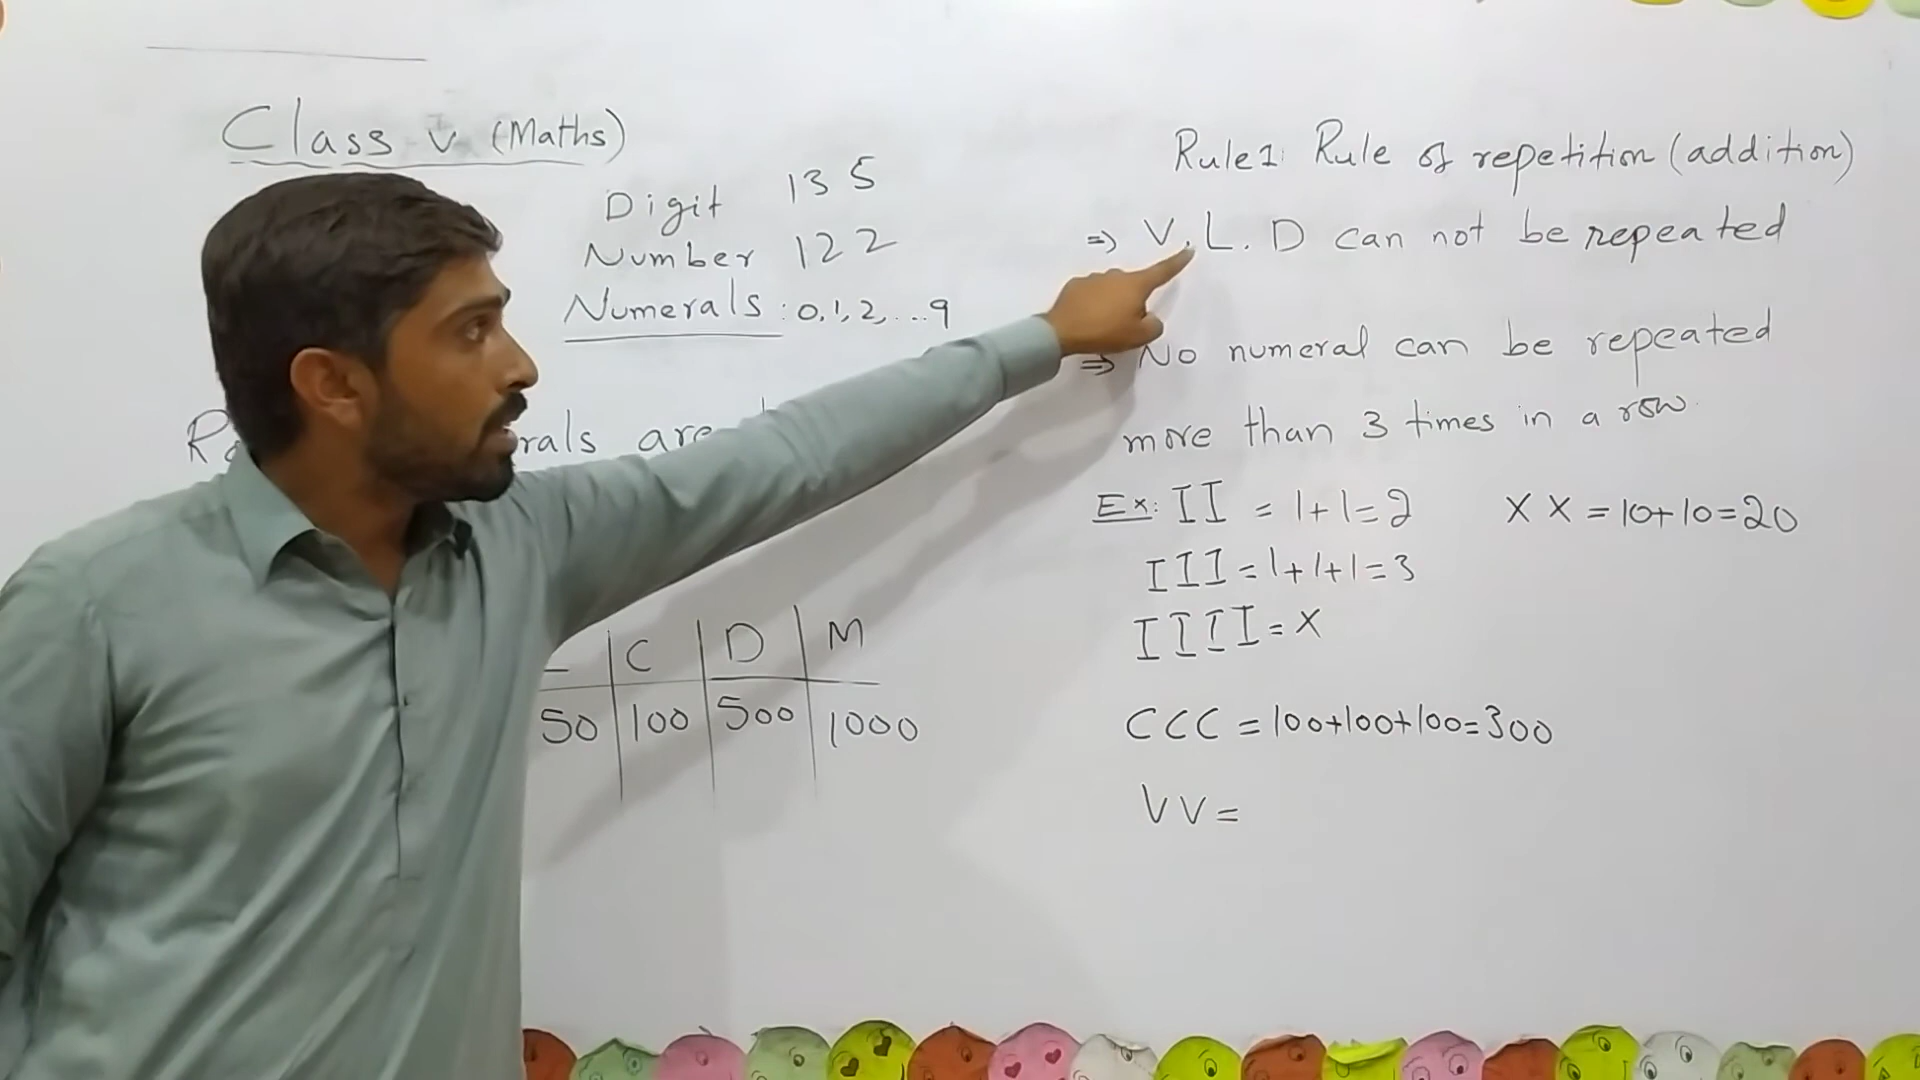 Class V (Maths)
Digit 135
Number 122
Numerals : 0,1,2,...9
are
C D M
50 100 500 1000
Rule1: Rule of repetition (addition)
⇒ V. L. D can not be repeated
⇒ No numeral can be repeated
more than 3 times in a row.
Ex: II = 1+1=2 XX = 10+10=20
III = 1+1+1=3
IIII = X
CCC = 100+100+100=300
VV =